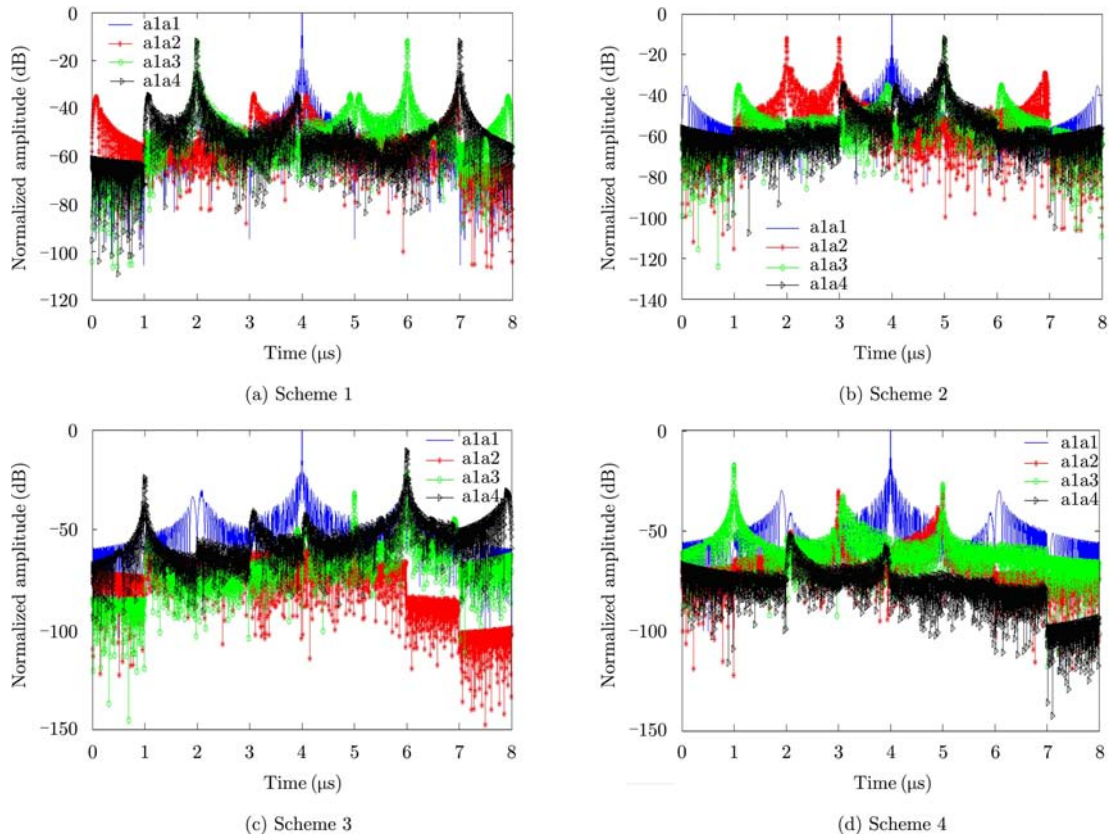 0
−20
−40
−60
−80
−100
−120
Normalized amplitude (dB)
a1a1
a1a2
a1a3
a1a4
0 1 2 3 4 5 6 7 8
Time (μs)
(a) Scheme 1
0
−20
−40
−60
−80
−100
−120
−140
Normalized amplitude (dB)
a1a1
a1a2
a1a3
a1a4
0 1 2 3 4 5 6 7 8
Time (μs)
(b) Scheme 2
0
−50
−100
−150
Normalized amplitude (dB)
a1a1
a1a2
a1a3
a1a4
0 1 2 3 4 5 6 7 8
Time (μs)
(c) Scheme 3
0
−50
−100
−150
Normalized amplitude (dB)
a1a1
a1a2
a1a3
a1a4
0 1 2 3 4 5 6 7 8
Time (μs)
(d) Scheme 4